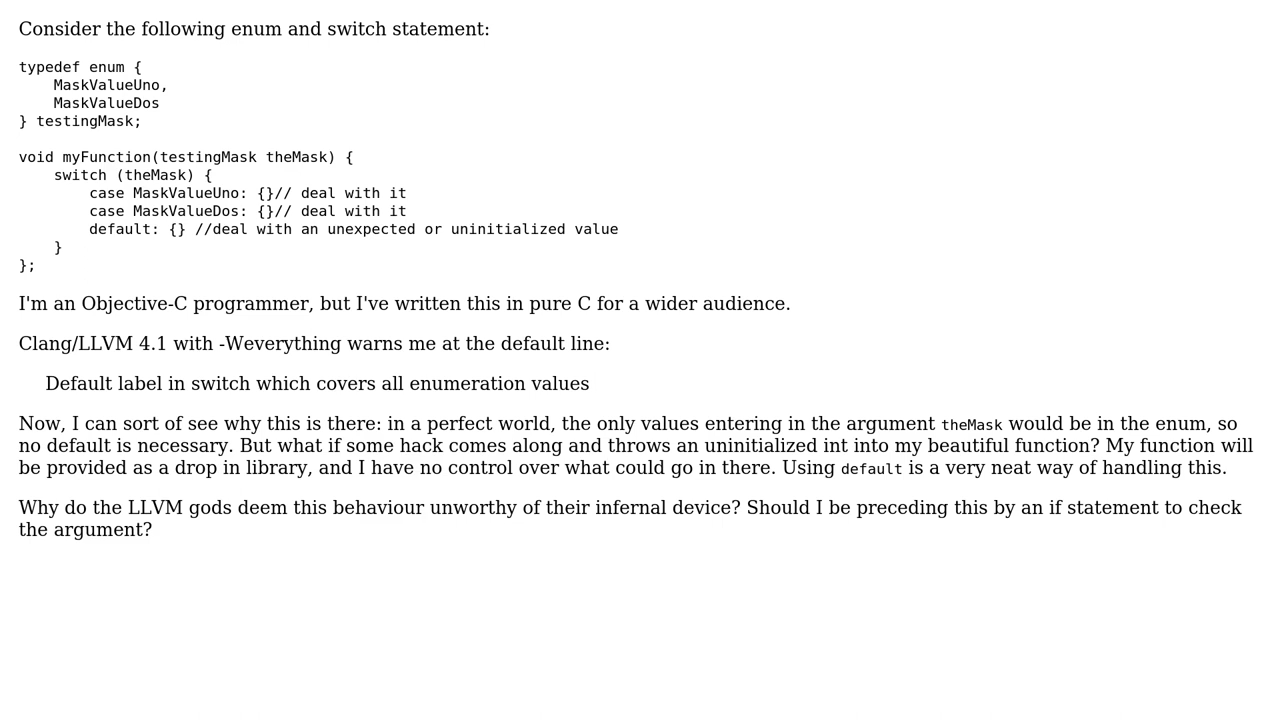 Consider the following enum and switch statement:
typedef enum {
    MaskValueUno,
    MaskValueDos
} testingMask;
void myFunction(testingMask theMask) {
    switch (theMask) {
        case MaskValueUno: {}// deal with it
        case MaskValueDos: {}// deal with it
        default: {} //deal with an unexpected or uninitialized value
    }
};
I'm an Objective-C programmer, but I've written this in pure C for a wider audience.
Clang/LLVM 4.1 with -Weverything warns me at the default line:
Default label in switch which covers all enumeration values
Now, I can sort of see why this is there: in a perfect world, the only values entering in the argument theMask would be in the enum, so
no default is necessary. But what if some hack comes along and throws an uninitialized int into my beautiful function? My function will
be provided as a drop in library, and I have no control over what could go in there. Using default is a very neat way of handling this.
Why do the LLVM gods deem this behaviour unworthy of their infernal device? Should I be preceding this by an if statement to check
the argument?